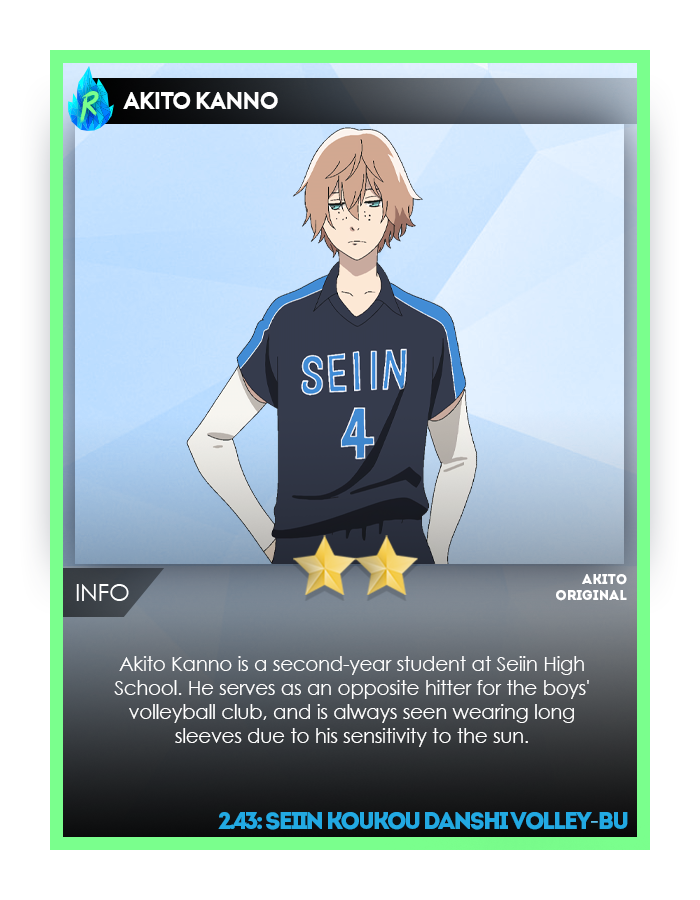 R
AKITO KANNO
SEIIN
4
INFO
AKITO
ORIGINAL
Akito Kanno is a second-year student at Seiin High
School. He serves as an opposite hitter for the boys'
volleyball club, and is always seen wearing long
sleeves due to his sensitivity to the sun.
2.43: SEIIN KOUKOU DANSHI VOLLEY-BU